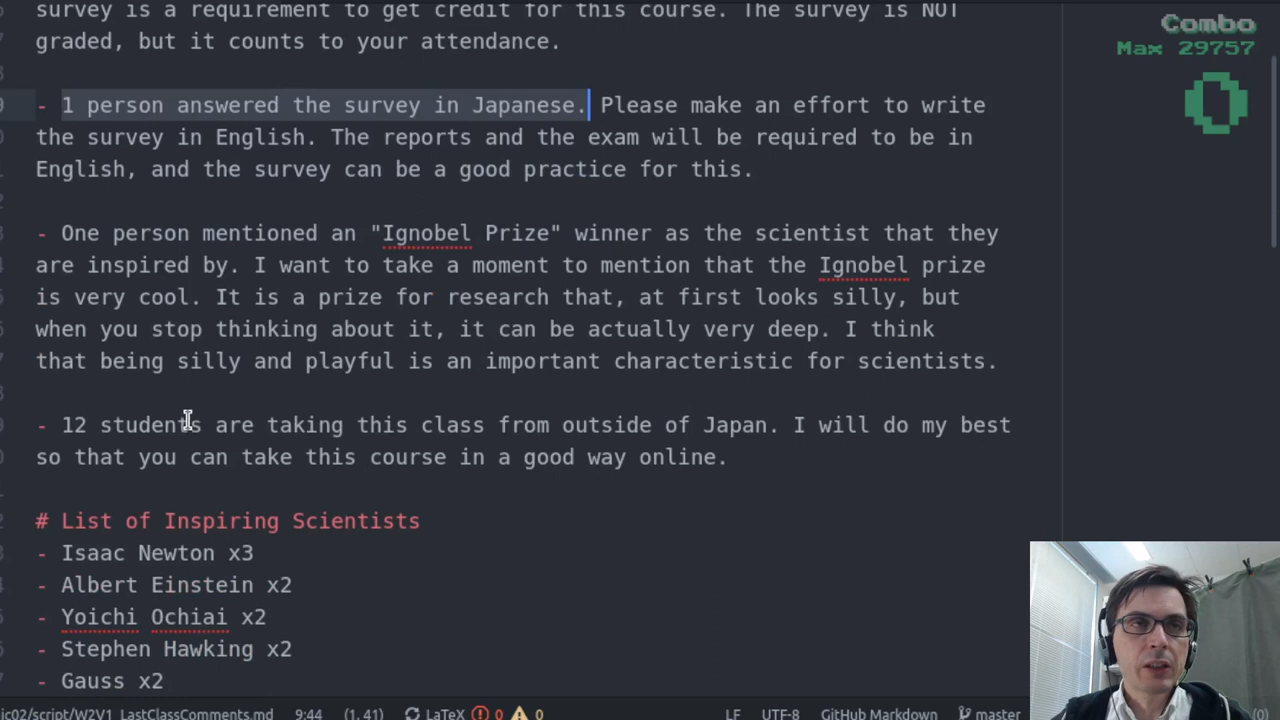 survey is a requirement to get credit for this course. The survey is NOT
graded, but it counts to your attendance.
- 1 person answered the survey in Japanese. Please make an effort to write
the survey in English. The reports and the exam will be required to be in
English, and the survey can be a good practice for this.
- One person mentioned an "Ignobel Prize" winner as the scientist that they
are inspired by. I want to take a moment to mention that the Ignobel prize
is very cool. It is a prize for research that, at first looks silly, but
when you stop thinking about it, it can be actually very deep. I think
that being silly and playful is an important characteristic for scientists.
- 12 students are taking this class from outside of Japan. I will do my best
so that you can take this course in a good way online.
# List of Inspiring Scientists
- Isaac Newton x3
- Albert Einstein x2
- Yoichi Ochiai x2
- Stephen Hawking x2
- Gauss x2
Combo
Max 29757
0
ic02/script/W2V1_LastClassComments.md 9:44 (1, 41) LaTeX 0 0 LF UTF-8 GitHub Markdown master (0)